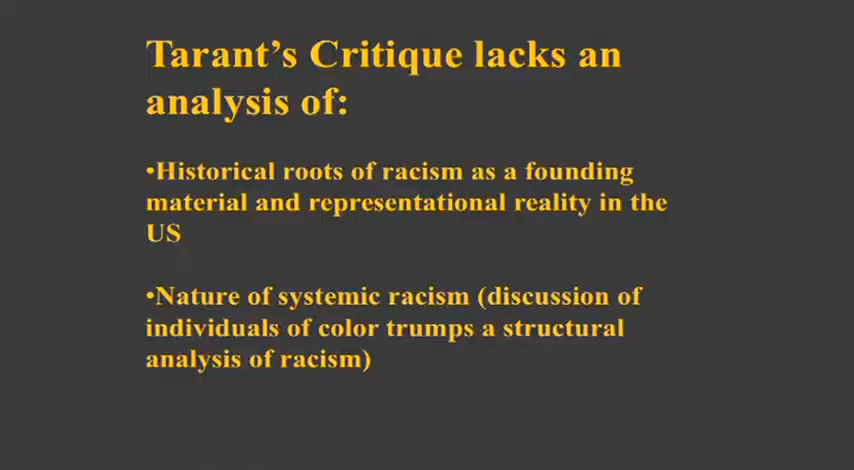 Tarant’s Critique lacks an
analysis of:
•Historical roots of racism as a founding
material and representational reality in the
US
•Nature of systemic racism (discussion of
individuals of color trumps a structural
analysis of racism)